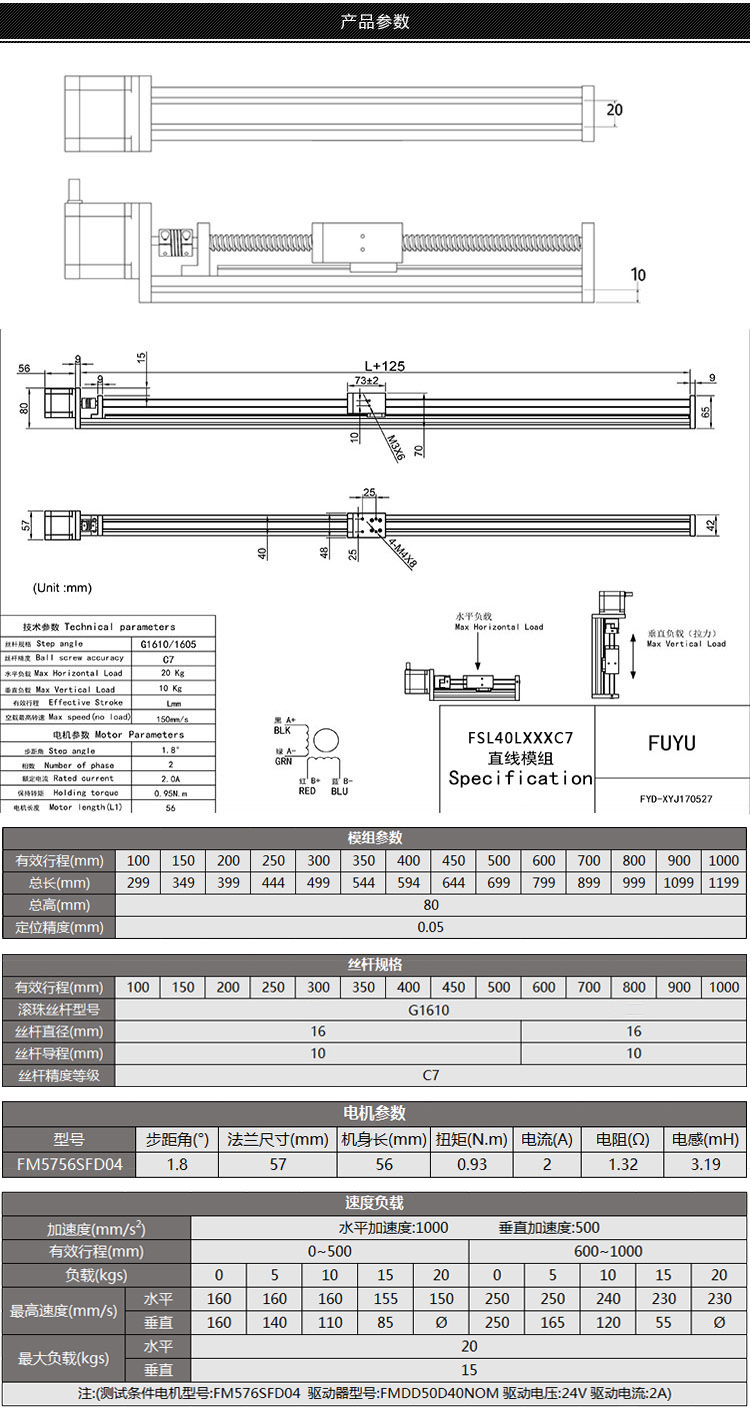 产品参数
20
10
56
9
15
L+125
9
73±2
9
80
10
M3X6
70
65
25
57
40
48
25
4-M4X8
42
(Unit :mm)
技术参数 Technical parameters
丝杆规格 Step angle G1610/1605
丝杆精度 Ball screw accuracy C7
水平负载 Max Horizontal Load 20 Kg
垂直负载 Max Vertical Load 10 Kg
有效行程 Effective Stroke Lmm
空载最高转速 Max speed(no load) 150mm/s
电机参数 Motor Parameters
步距角 Step angle 1.8°
相数 Number of phase 2
额定电流 Rated current 2.0A
保持转距 Holding torque 0.95N.m
电机长度 Motor length(L1) 56
黑 A+
BLK
绿 A-
GRN
红 B+ 蓝 B-
RED BLU
水平负载
Max Horizontal Load
垂直负载（拉力）
Max Vertical Load
FSL40LXXXC7
直线模组
Specification
FUYU
FYD-XYJ170527
模组参数
有效行程(mm) 100 150 200 250 300 350 400 450 500 600 700 800 900 1000
总长(mm) 299 349 399 444 499 544 594 644 699 799 899 999 1099 1199
总高(mm) 80
定位精度(mm) 0.05
丝杆规格
有效行程(mm) 100 150 200 250 300 350 400 450 500 600 700 800 900 1000
滚珠丝杆型号 G1610
丝杆直径(mm) 16 16
丝杆导程(mm) 10 10
丝杆精度等级 C7
电机参数
型号 步距角(°) 法兰尺寸(mm) 机身长(mm) 扭矩(N.m) 电流(A) 电阻(Ω) 电感(mH)
FM5756SFD04 1.8 57 56 0.93 2 1.32 3.19
速度负载
加速度(mm/s²) 水平加速度:1000 垂直加速度:500
有效行程(mm) 0~500 600~1000
负载(kgs) 0 5 10 15 20 0 5 10 15 20
最高速度(mm/s) 水平 160 160 160 155 150 250 250 240 230 230
垂直 160 140 110 85 Ø 250 165 120 55 Ø
最大负载(kgs) 水平 20
垂直 15
注:(测试条件电机型号:FM576SFD04 驱动器型号:FMDD50D40NOM 驱动电压:24V 驱动电流:2A)